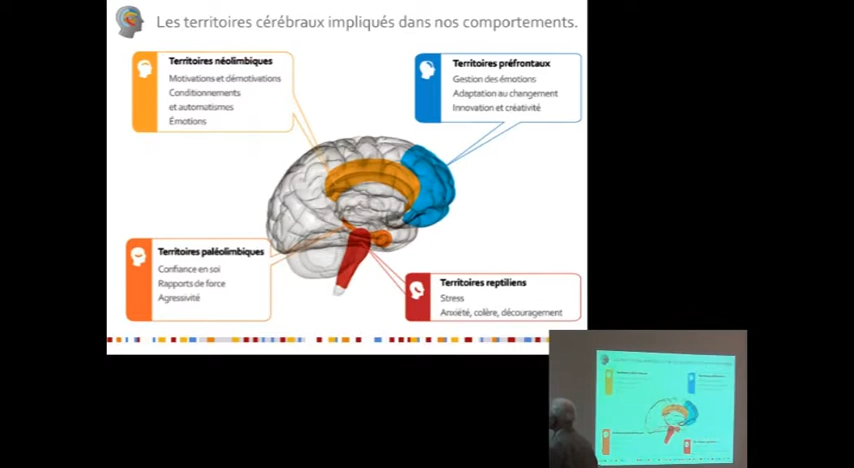 Les territoires cérébraux impliqués dans nos comportements.
Territoires néolimbiques
Motivations et démotivations
Conditionnements
et automatismes
Émotions
Territoires préfrontaux
Gestion des émotions
Adaptation au changement
Innovation et créativité
Territoires paléolimbiques
Confiance en soi
Rapports de force
Agressivité
Territoires reptiliens
Stress
Anxiété, colère, découragement